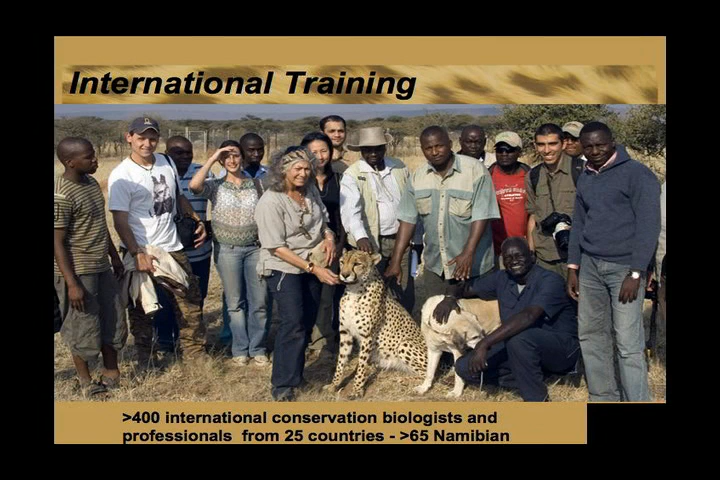 International Training
>400 international conservation biologists and
professionals from 25 countries - >65 Namibian